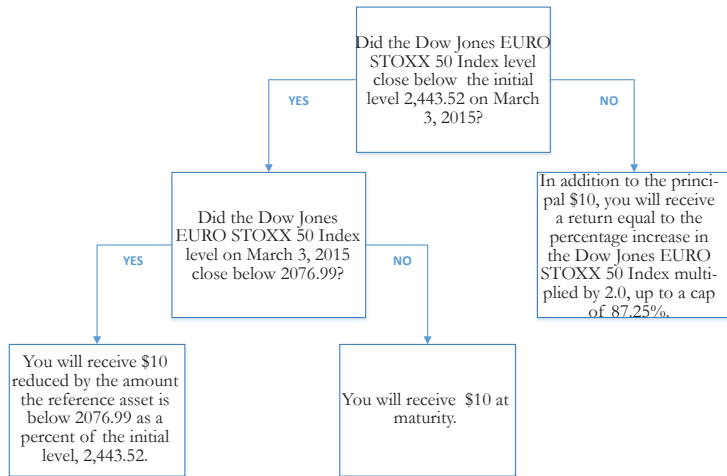 Did the Dow Jones EURO
STOXX 50 Index level
close below the initial
level 2,443.52 on March
3, 2015?
YES
NO
Did the Dow Jones
EURO STOXX 50 Index
level on March 3, 2015
close below 2076.99?
In addition to the princi-
pal $10, you will receive
a return equal to the
percentage increase in
the Dow Jones EURO
STOXX 50 Index multi-
plied by 2.0, up to a cap
of 87.25%.
YES
NO
You will receive $10
reduced by the amount
the reference asset is
below 2076.99 as a
percent of the initial
level, 2,443.52.
You will receive $10 at
maturity.